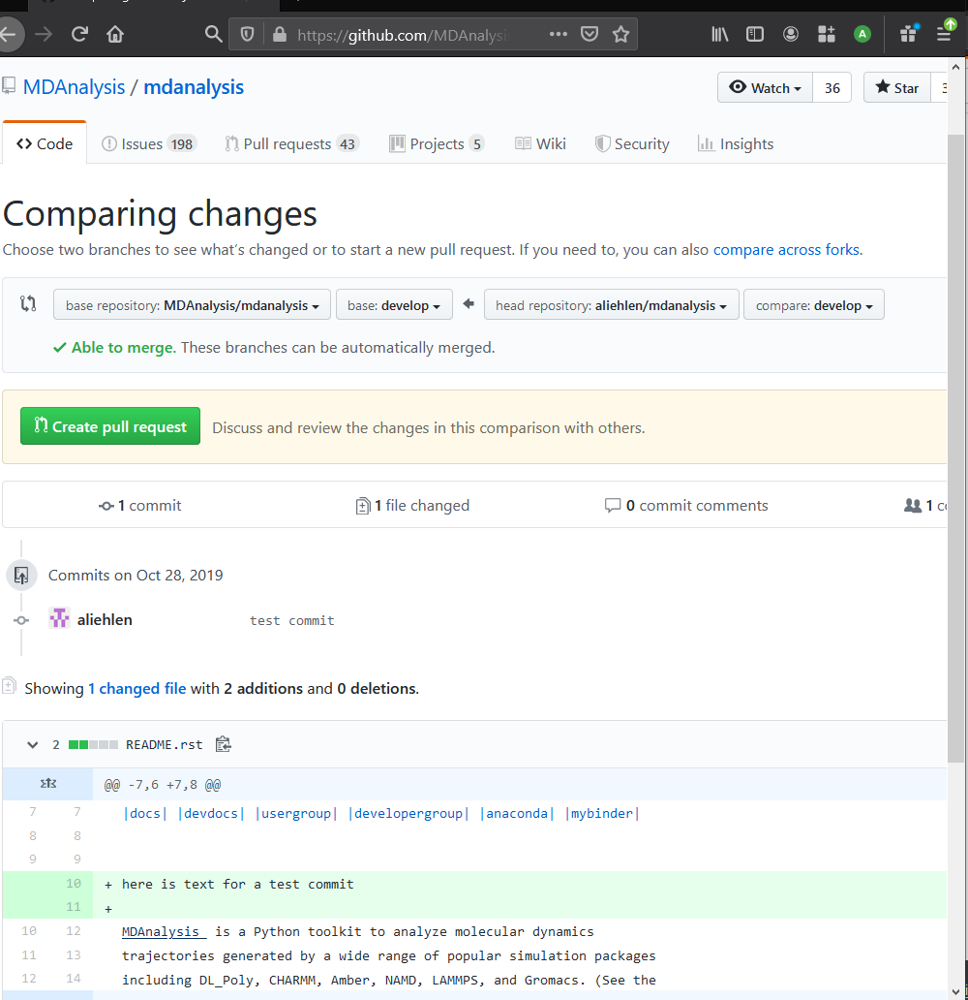 https://github.com/MDAnalysis
MDAnalysis / mdanalysis
Watch 36 Star
Code Issues 198 Pull requests 43 Projects 5 Wiki Security Insights
Comparing changes
Choose two branches to see what's changed or to start a new pull request. If you need to, you can also compare across forks.
base repository: MDAnalysis/mdanalysis base: develop head repository: aliehlen/mdanalysis compare: develop
Able to merge. These branches can be automatically merged.
Create pull request Discuss and review the changes in this comparison with others.
1 commit 1 file changed 0 commit comments 1
Commits on Oct 28, 2019
aliehlen test commit
Showing 1 changed file with 2 additions and 0 deletions.
2 README.rst
@@ -7,6 +7,8 @@
7 7 |docs| |devdocs| |usergroup| |developergroup| |anaconda| |mybinder|
8 8
9 9
10 + here is text for a test commit
11 +
10 12 MDAnalysis_ is a Python toolkit to analyze molecular dynamics
11 13 trajectories generated by a wide range of popular simulation packages
12 14 including DL_Poly, CHARMM, Amber, NAMD, LAMMPS, and Gromacs. (See the